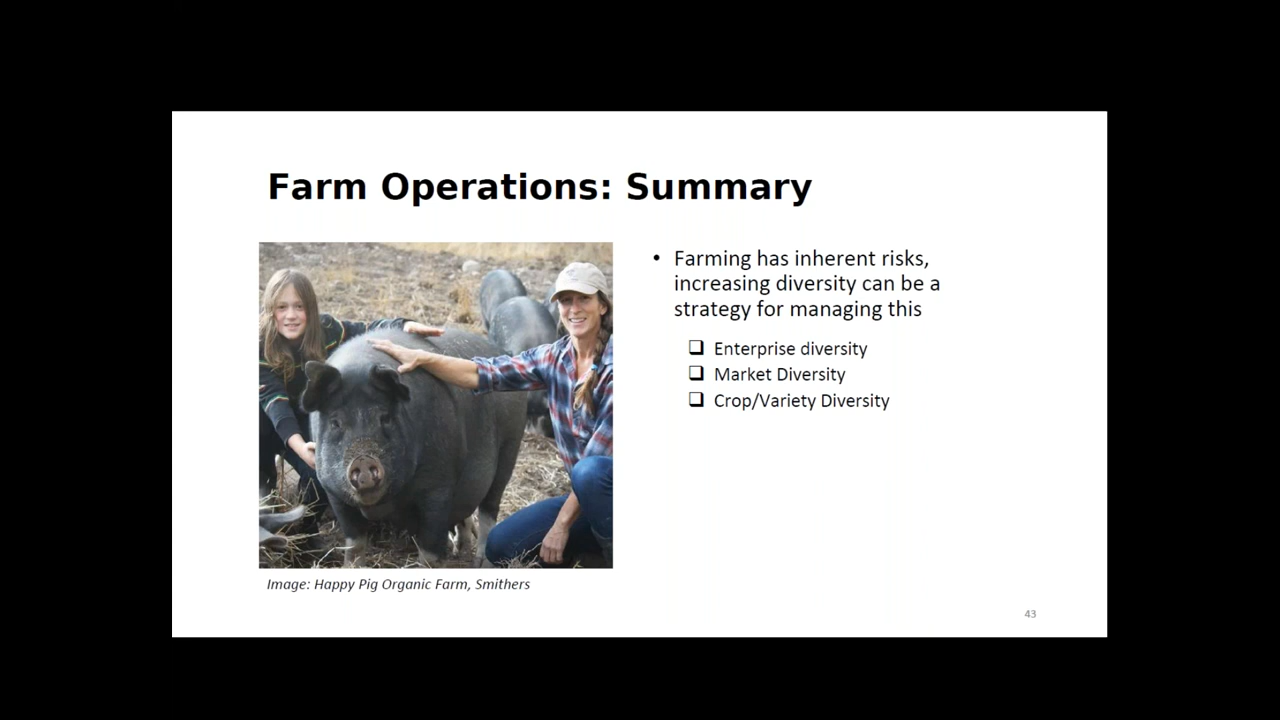 Farm Operations: Summary
• Farming has inherent risks,
increasing diversity can be a
strategy for managing this
❑ Enterprise diversity
❑ Market Diversity
❑ Crop/Variety Diversity
Image: Happy Pig Organic Farm, Smithers
43